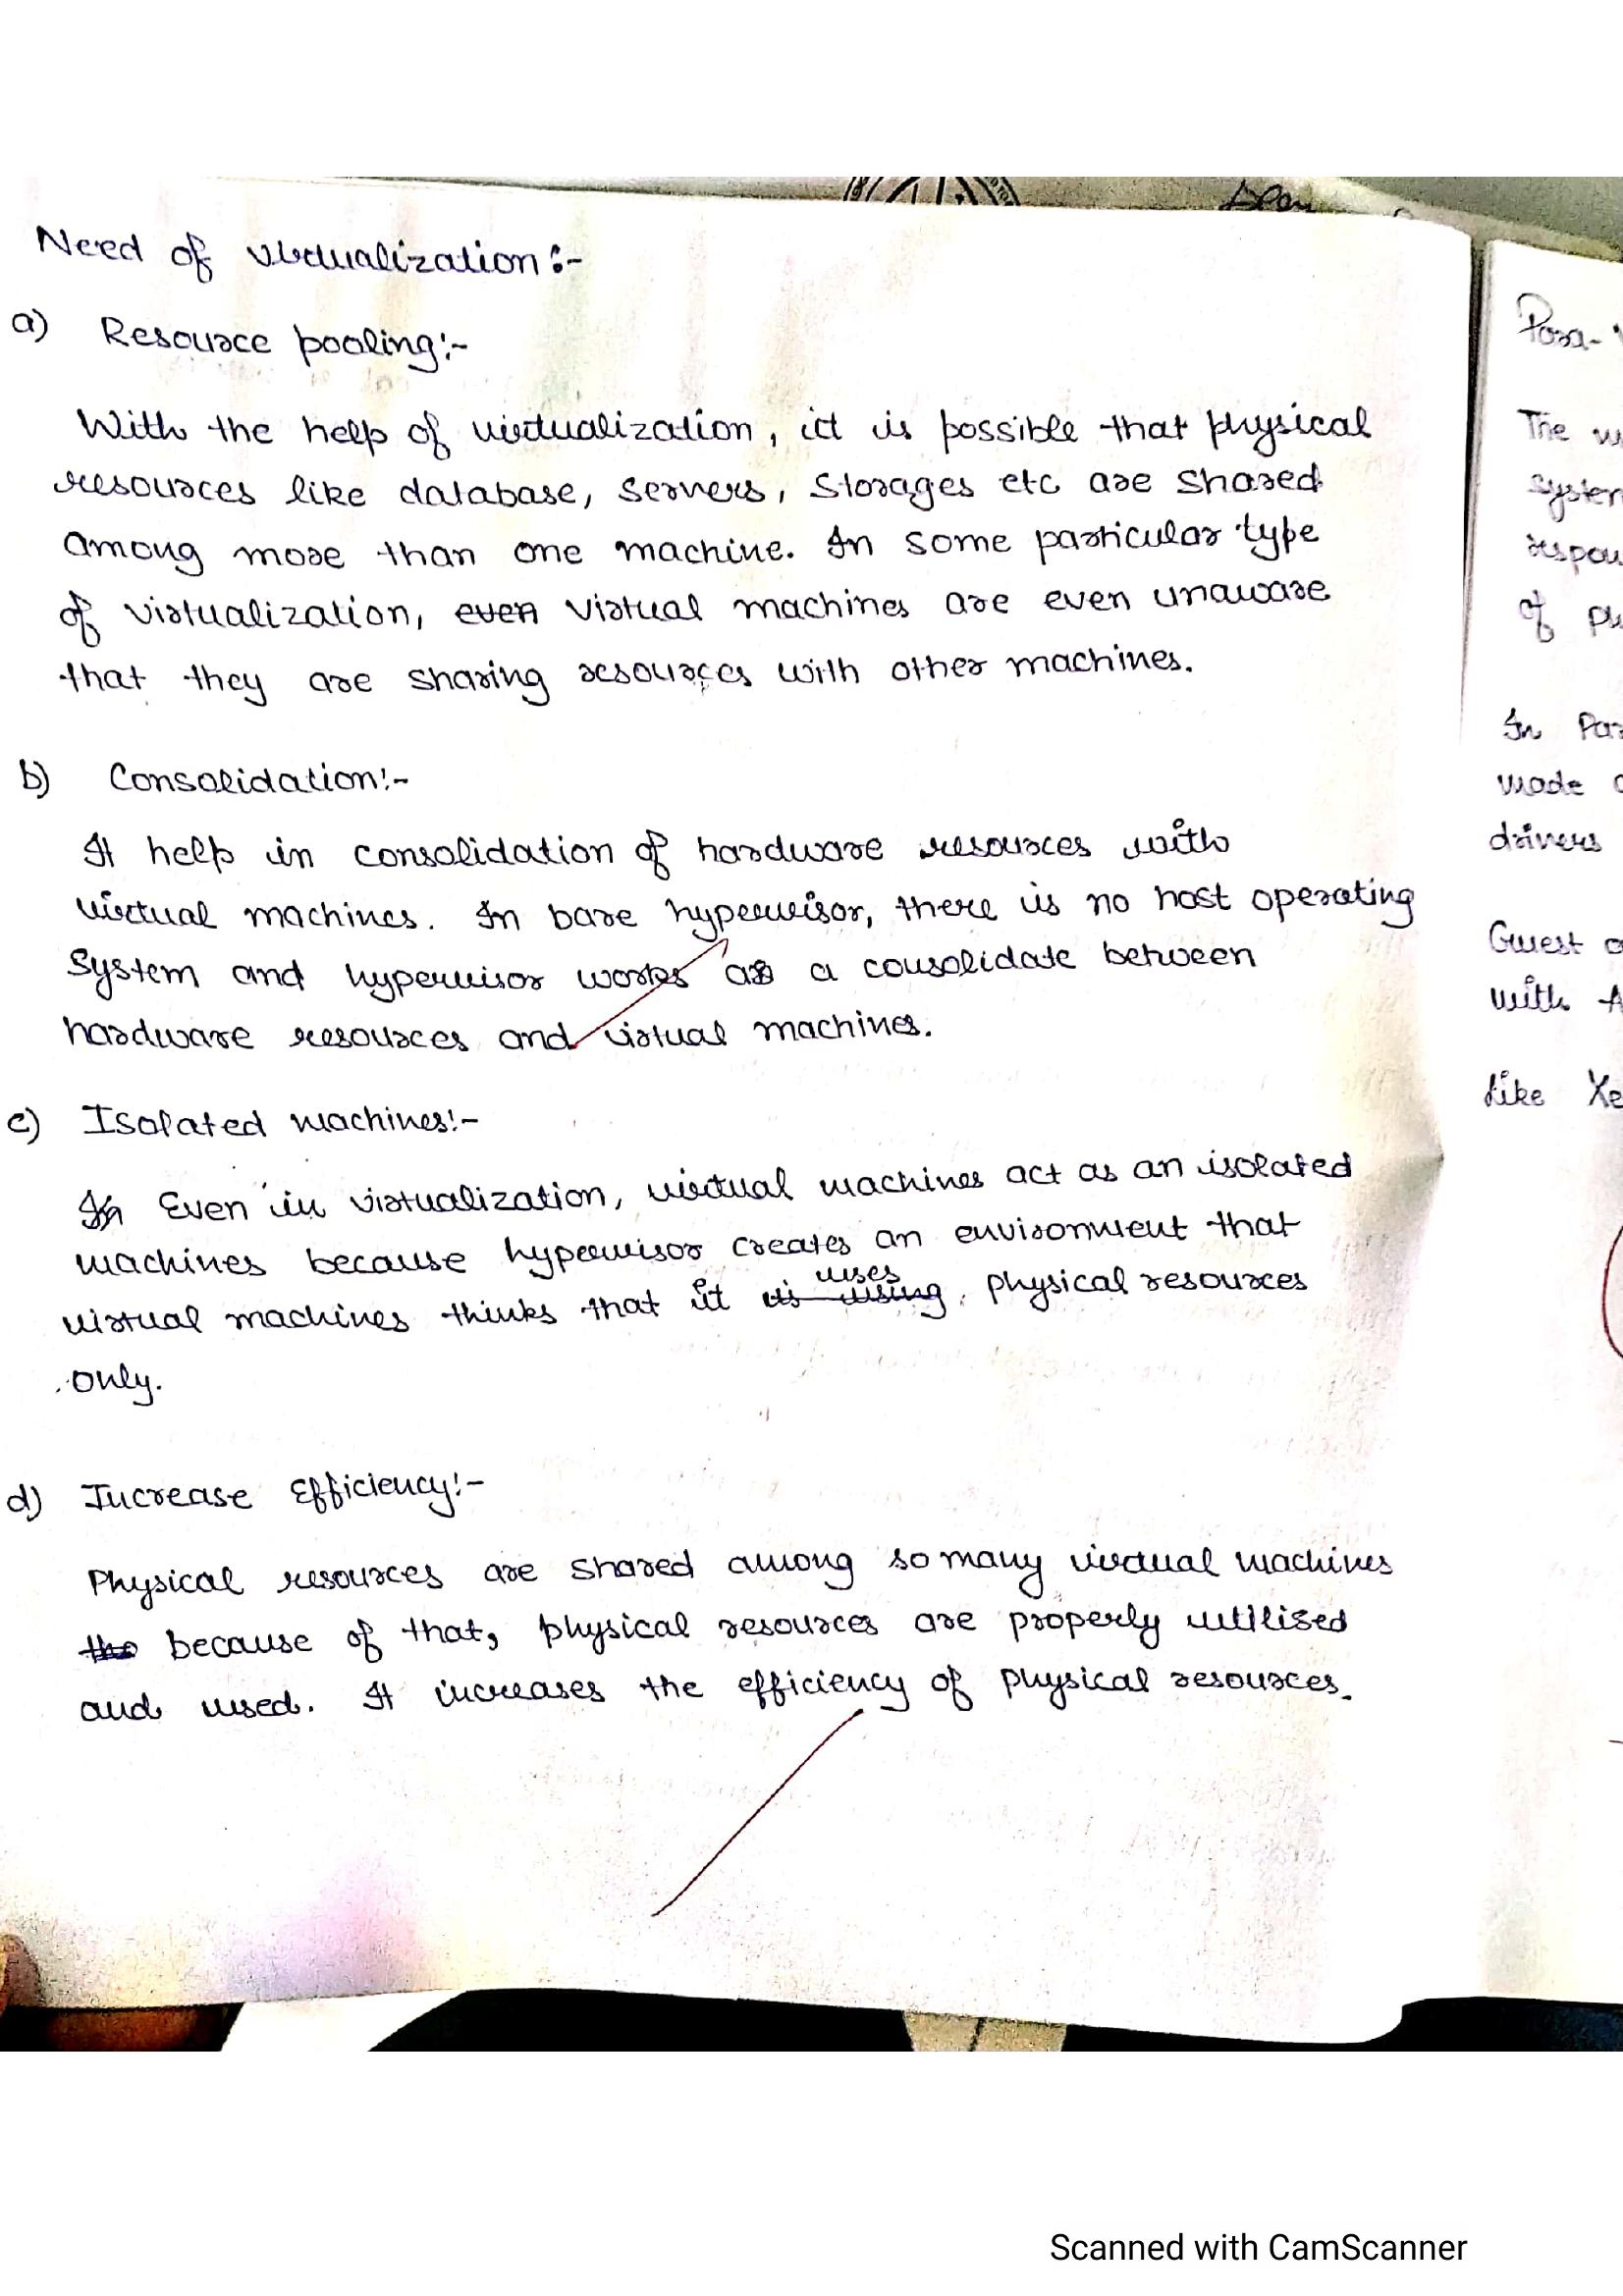 Need of virtualization :-
a) Resource pooling:-
With the help of virtualization, it is possible that physical
resources like database, servers, storages etc are shared
among more than one machine. In some particular type
of virtualization, even virtual machines are even unaware
that they are sharing resources with other machines.
b) Consolidation:-
It help in consolidation of hardware resources with
virtual machines. In bare hypervisor, there is no host operating
system and hypervisor works as a consolidate between
hardware resources and virtual machines.
c) Isolated machines:-
In Even in virtualization, virtual machines act as an isolated
machines because hypervisor creates an environment that
uses
virtual machines thinks that it is using physical resources
only.
d) Increase Efficiency:-
Physical resources are shared among so many virtual machines
the because of that, physical resources are properly utilised
and used. It increases the efficiency of physical resources.
Para-
The
system
of
In Par
made
drivers
Guest
with
Like Xe
Scanned with CamScanner